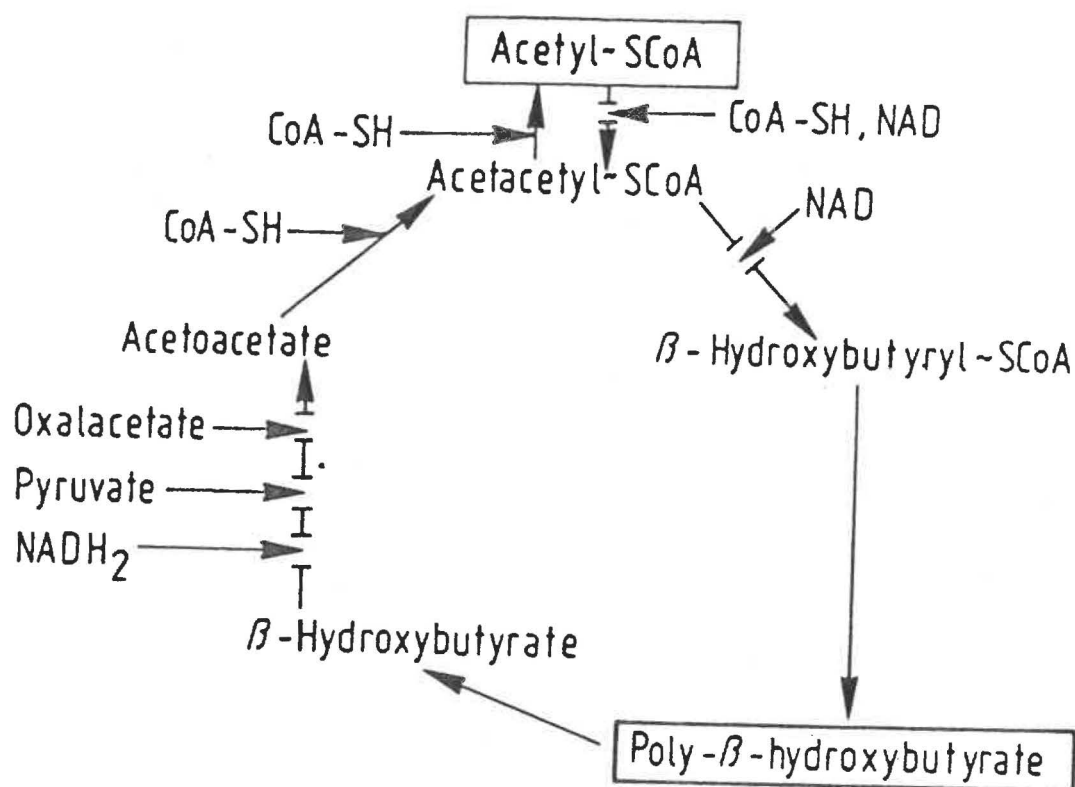 Acetyl~SCoA
CoA-SH
CoA-SH, NAD
Acetacetyl~SCoA
NAD
CoA-SH
Acetoacetate
β-Hydroxybutyryl~SCoA
Oxalacetate
Pyruvate
NADH₂
β-Hydroxybutyrate
Poly-β-hydroxybutyrate